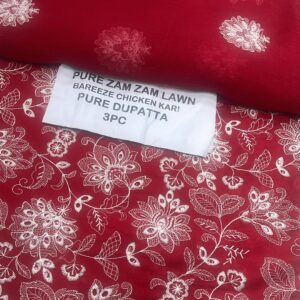 PURE ZAM ZAM LAWN
BAREEZE CHICKEN KARI
PURE DUPATTA
3PC